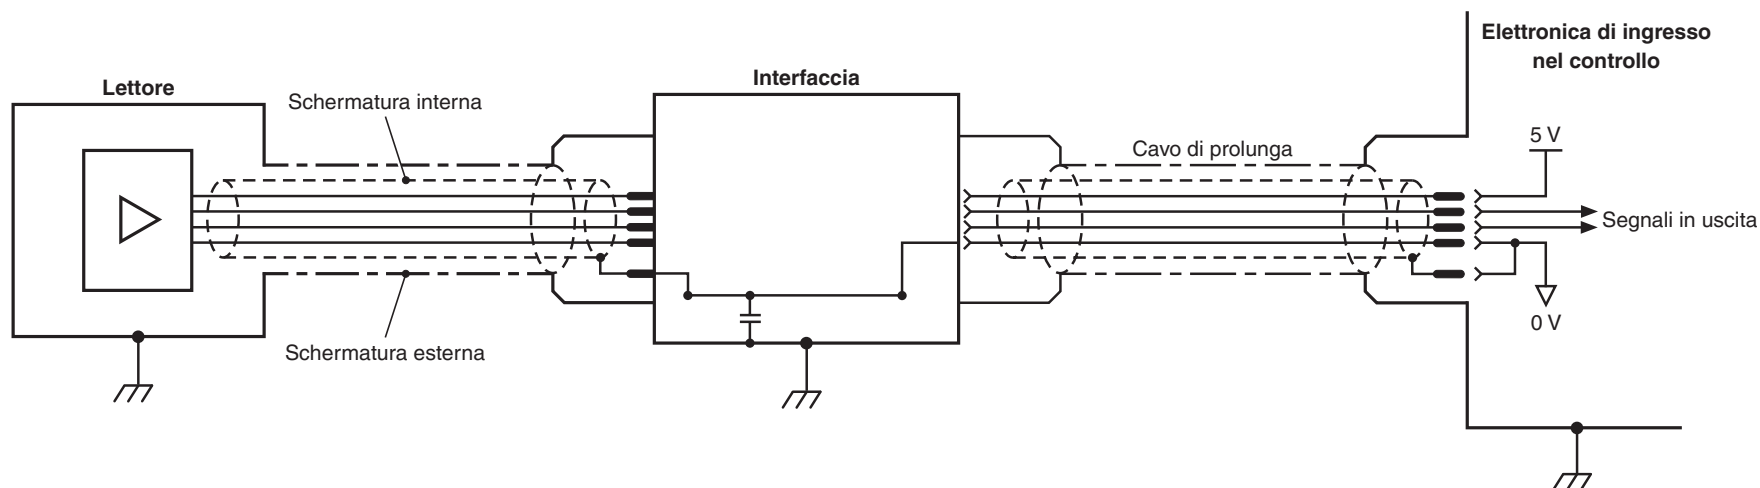 Elettronica di ingresso
nel controllo
Interfaccia
Lettore
Schermatura interna
5 V
Cavo di prolunga
Segnali in uscita
0 V
Schermatura esterna